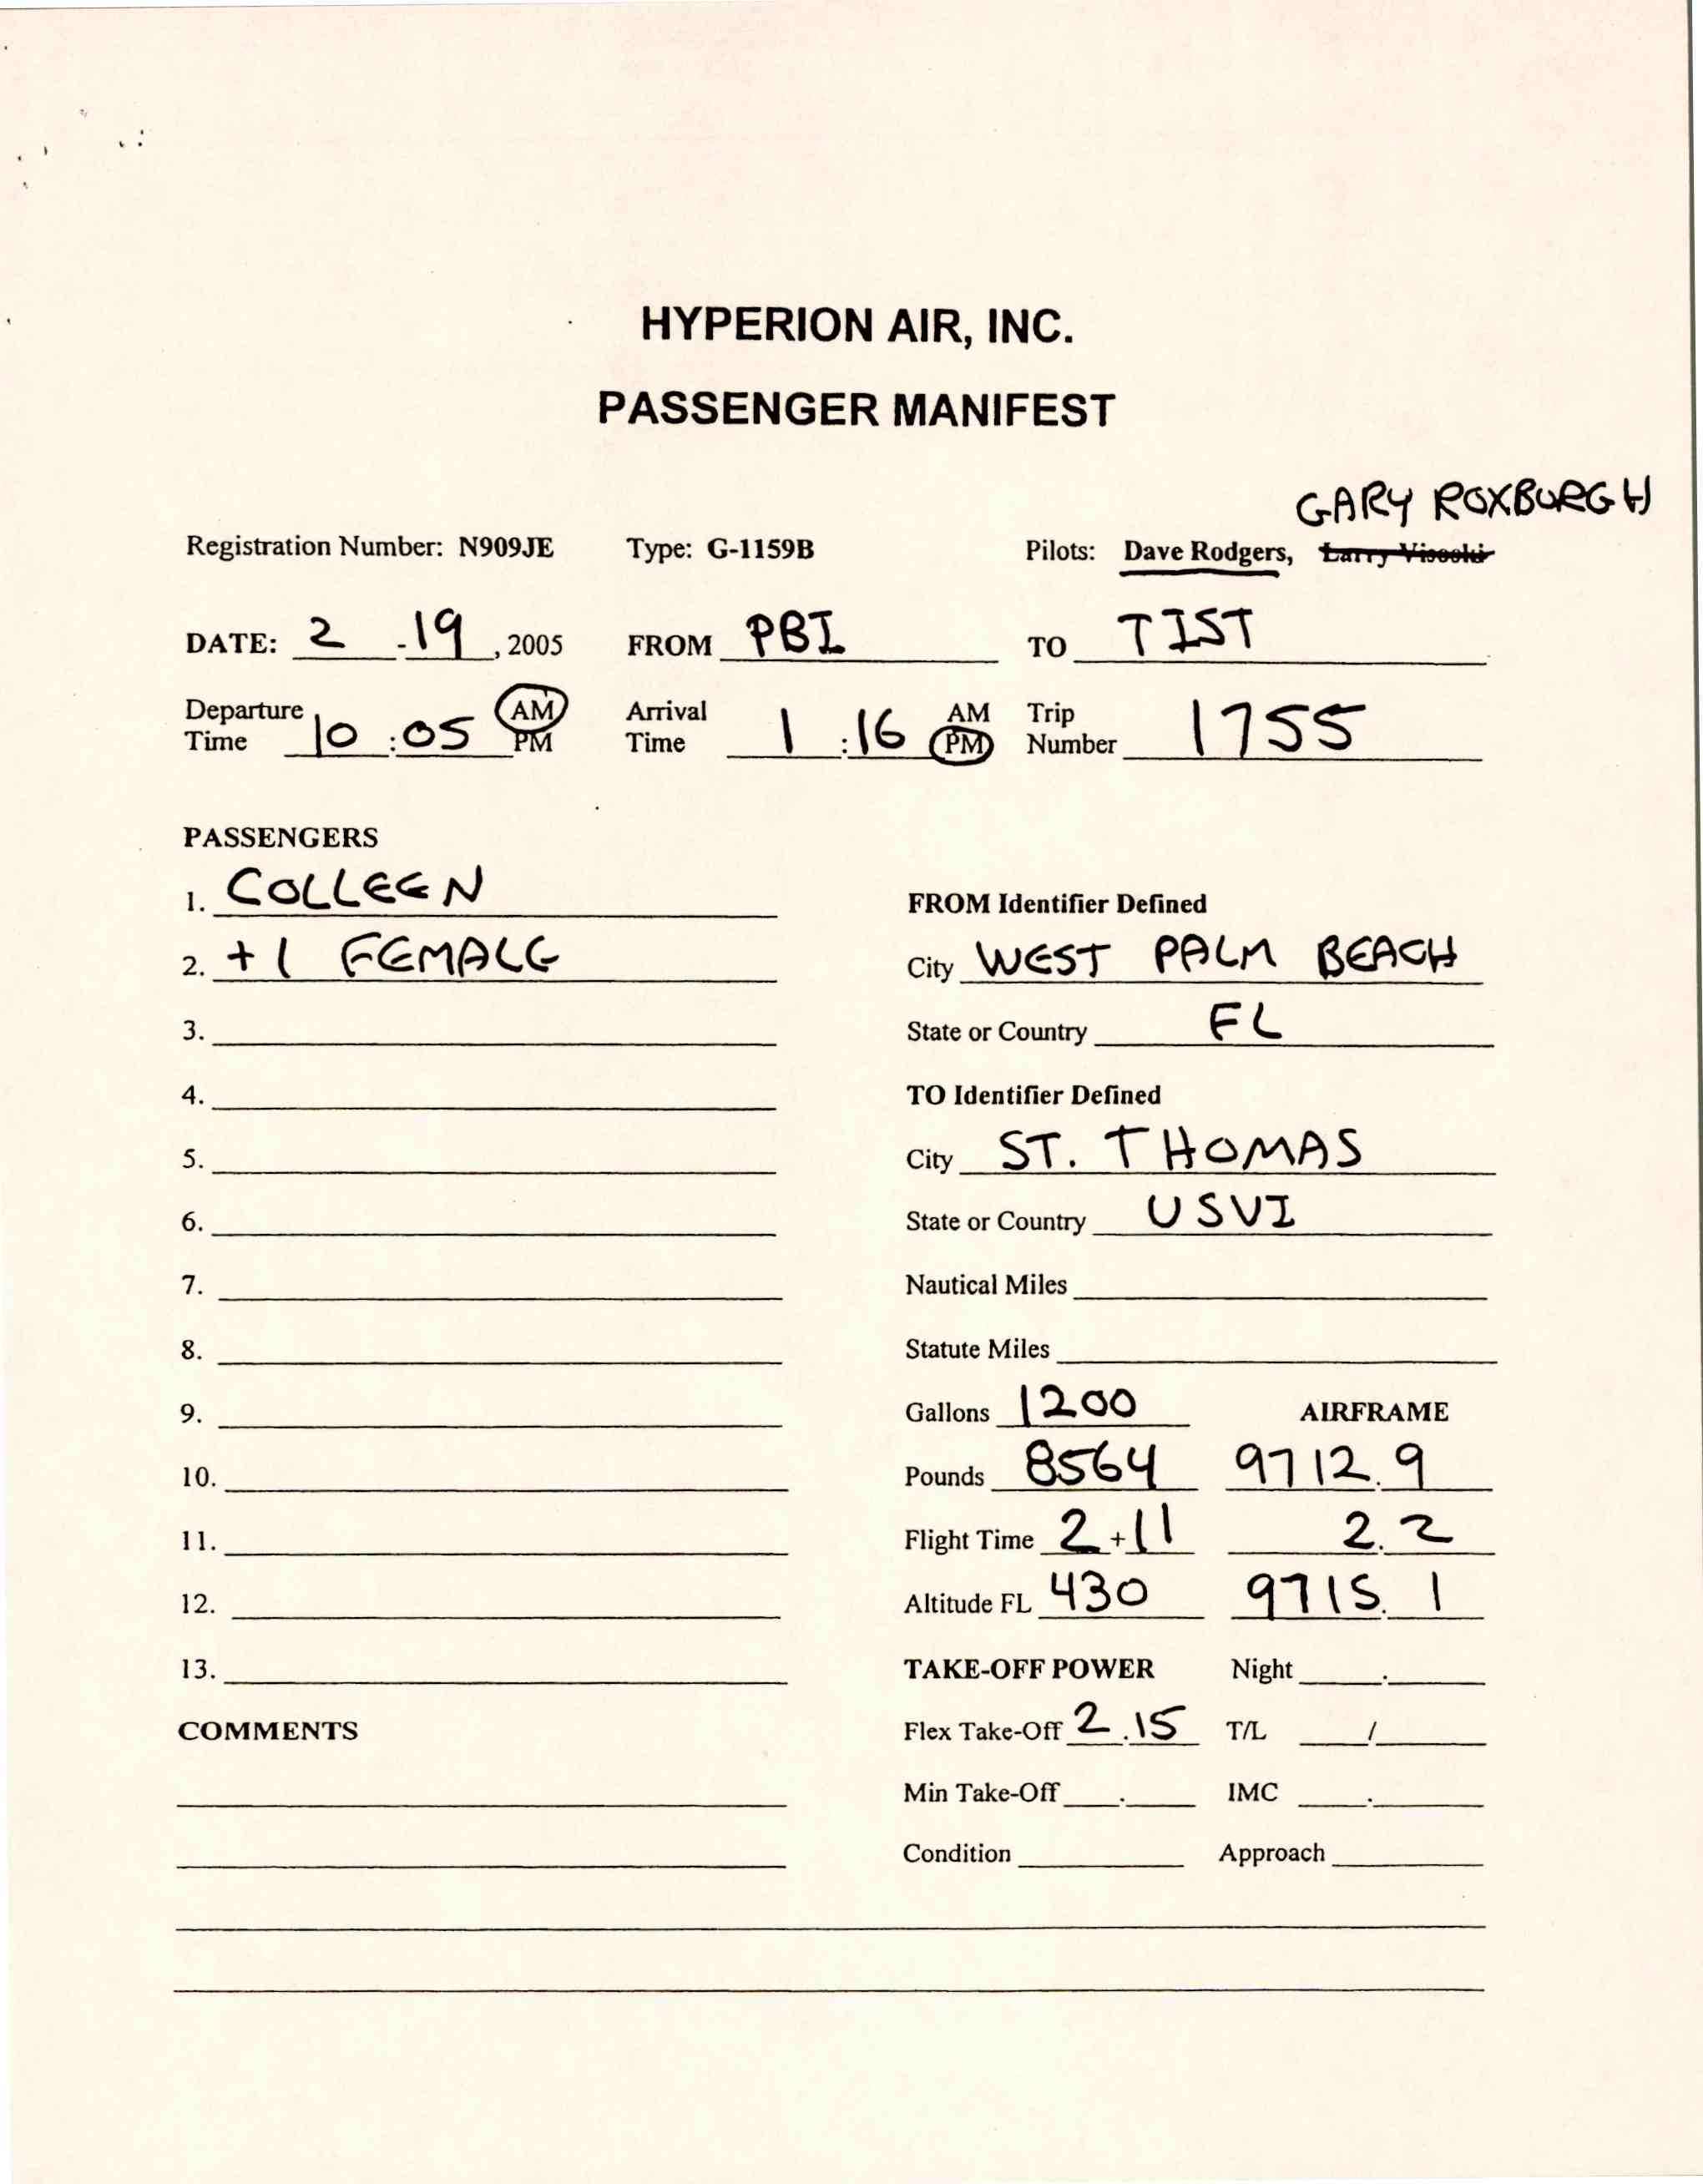 HYPERION AIR, INC.
PASSENGER MANIFEST
GARY ROXBURGH
Registration Number: N909JE Type: G-1159B Pilots: Dave Rodgers, Larry Visoski
DATE: 2 - 19, 2005 FROM PBI TO TIST
Departure Time 10:05 AM PM Arrival Time 1:16 AM PM Trip Number 1755
PASSENGERS
1. COLLEEN
FROM Identifier Defined
2. +1 FEMALE
City WEST PALM BEACH
3.
State or Country FL
4.
TO Identifier Defined
5.
City ST. THOMAS
6.
State or Country USVI
7.
Nautical Miles
8.
Statute Miles
9.
Gallons 1200 AIRFRAME
10.
Pounds 8564 9712.9
11.
Flight Time 2+11 2.2
12.
Altitude FL 430 9715.1
13.
TAKE-OFF POWER Night .
COMMENTS
Flex Take-Off 2.15 T/L /
Min Take-Off . IMC .
Condition Approach